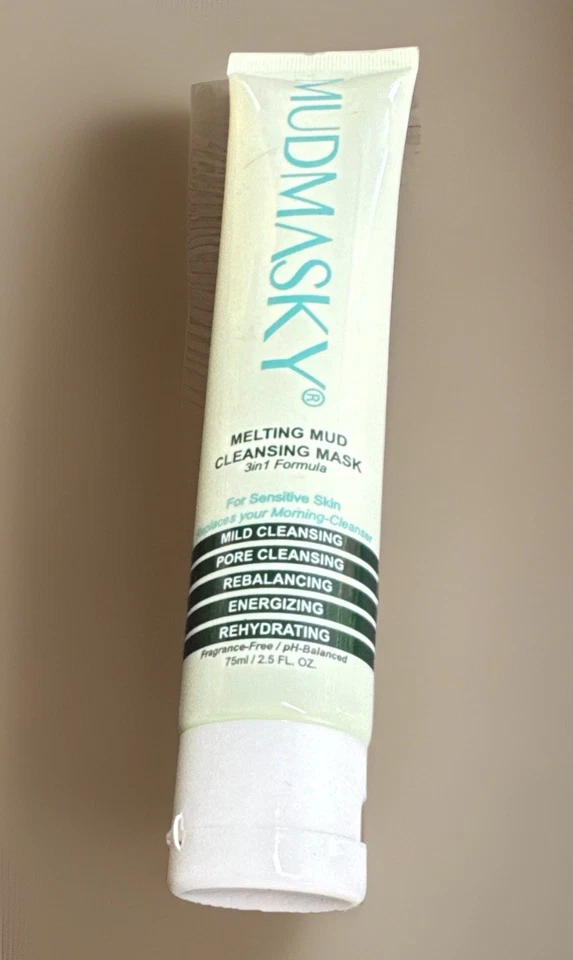 MUDMASKY®
MELTING MUD
CLEANSING MASK
3in1 Formula
For Sensitive Skin
Replaces your Morning-Cleanser
MILD CLEANSING
PORE CLEANSING
REBALANCING
ENERGIZING
REHYDRATING
Fragrance-Free / pH-Balanced
75ml / 2.5 FL. OZ.